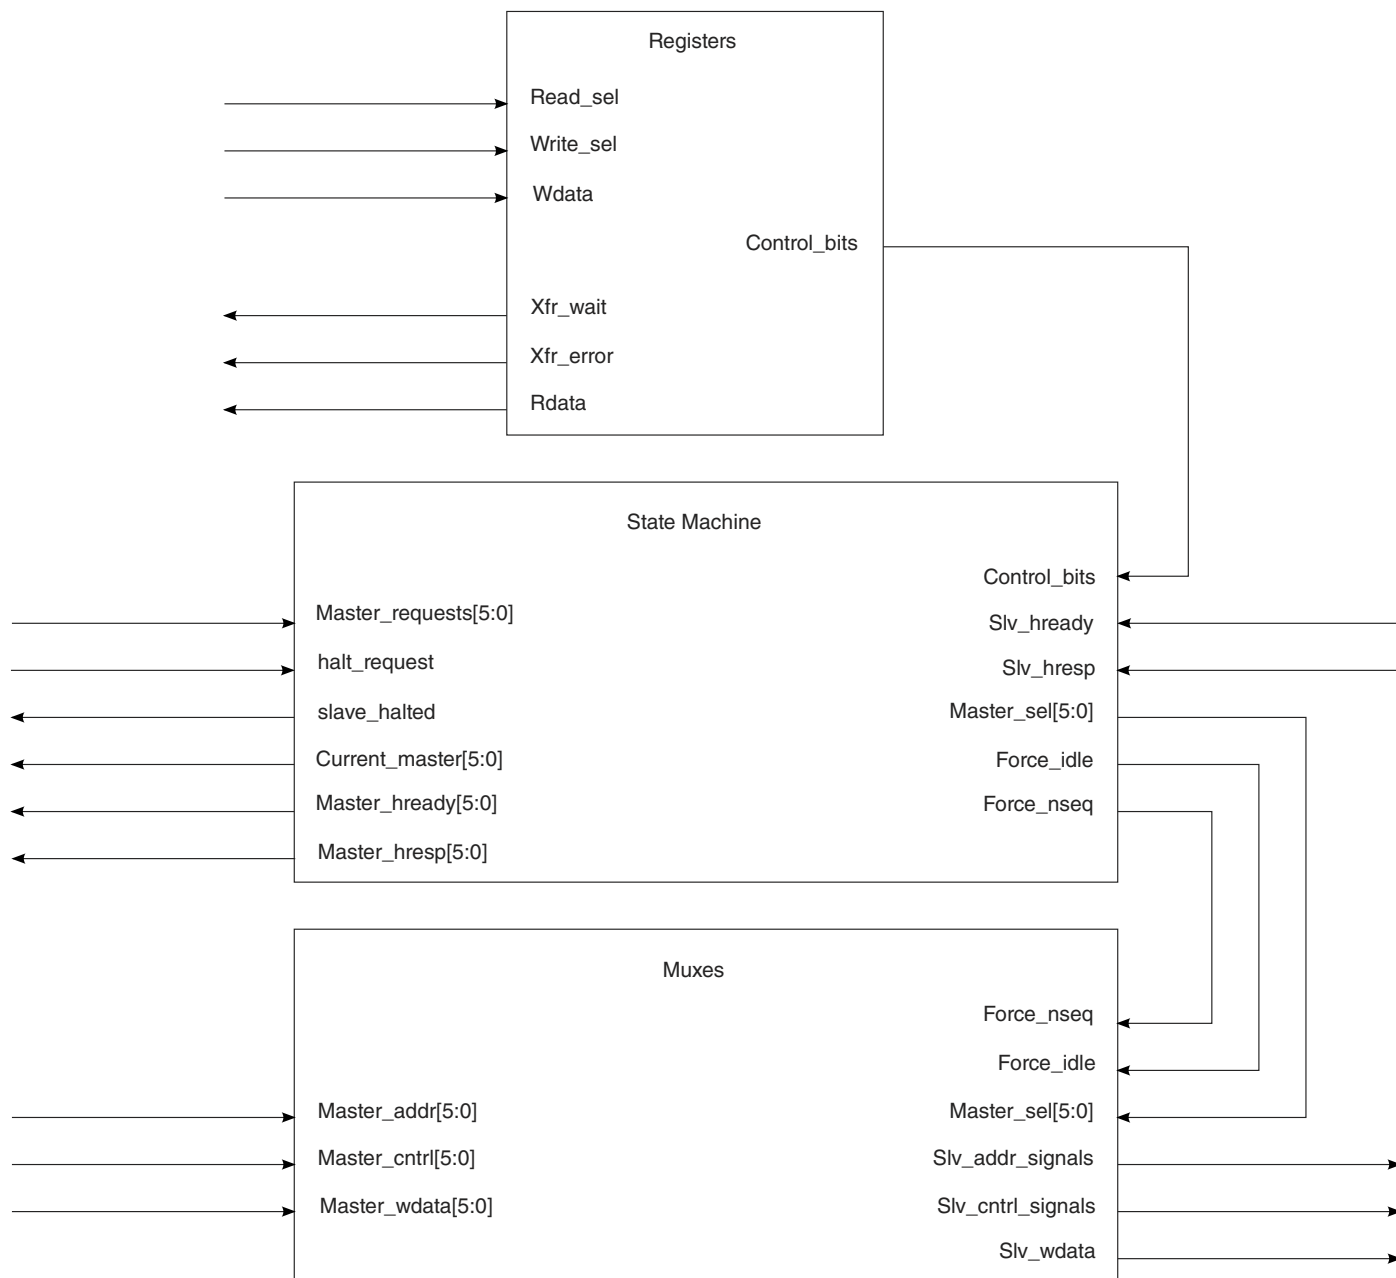 Registers
Read_sel
Write_sel
Wdata
Control_bits
Xfr_wait
Xfr_error
Rdata
State Machine
Control_bits
Master_requests[5:0]
Slv_hready
halt_request
Slv_hresp
slave_halted
Master_sel[5:0]
Current_master[5:0]
Force_idle
Master_hready[5:0]
Force_nseq
Master_hresp[5:0]
Muxes
Force_nseq
Force_idle
Master_addr[5:0]
Master_sel[5:0]
Master_cntrl[5:0]
Slv_addr_signals
Master_wdata[5:0]
Slv_cntrl_signals
Slv_wdata